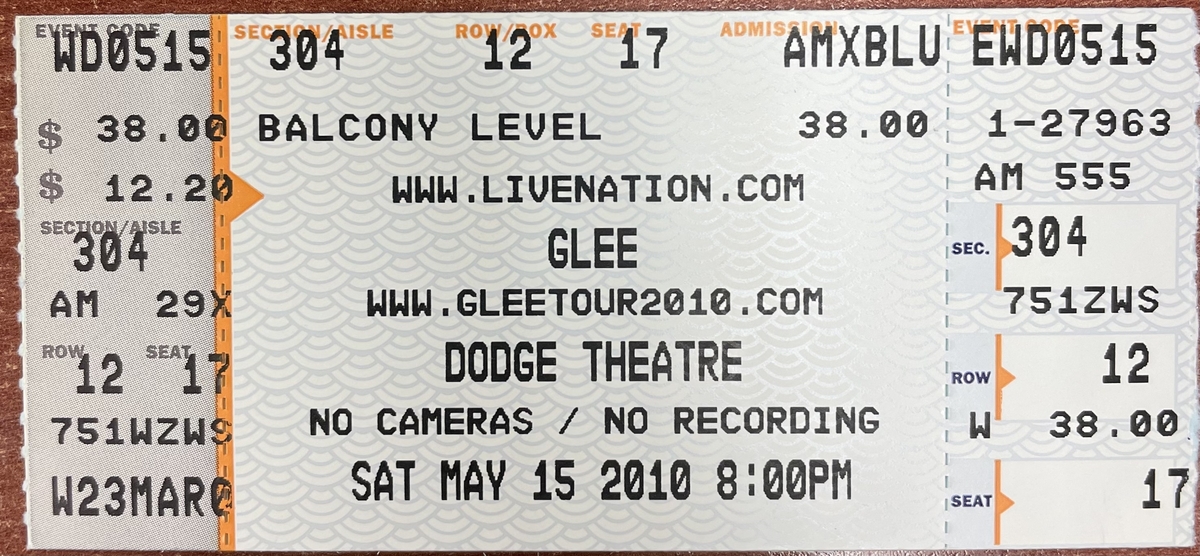 EVENT CODE
WD0515
$ 38.00
$ 12.20
SECTION/AISLE
304
AM 29X
ROW SEAT
12 17
751WZWS
W23MAR0
SECTION/AISLE ROW/BOX SEAT ADMISSION
304 12 17 AMXBLU
BALCONY LEVEL 38.00
WWW.LIVENATION.COM
GLEE
WWW.GLEETOUR2010.COM
DODGE THEATRE
NO CAMERAS / NO RECORDING
SAT MAY 15 2010 8:00PM
EVENT CODE
EWD0515
1-27963
AM 555
SEC. 304
751ZWS
ROW 12
W 38.00
SEAT 17